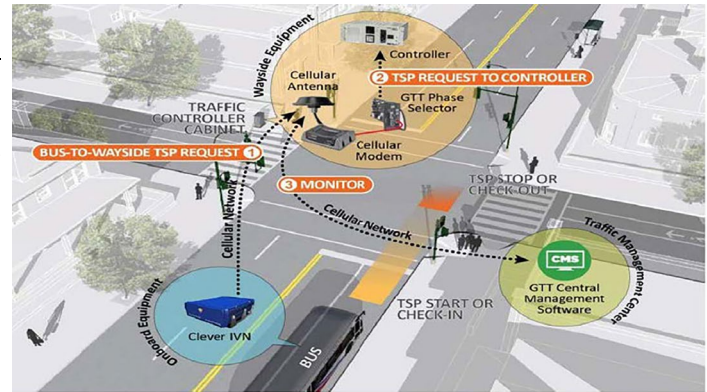 Wayside Equipment
Controller
Cellular
Antenna
2 TSP REQUEST TO CONTROLLER
GTT Phase
Selector
TRAFFIC
CONTROLLER
CABINET
Cellular
Modem
BUS-TO-WAYSIDE TSP REQUEST 1
3 MONITOR
TSP STOP OR
CHECK-OUT
Cellular Network
Cellular Network
Traffic Management Center
CMS
GTT Central
Management
Software
Onboard Equipment
Clever IVN
TSP START OR
CHECK-IN
BUS